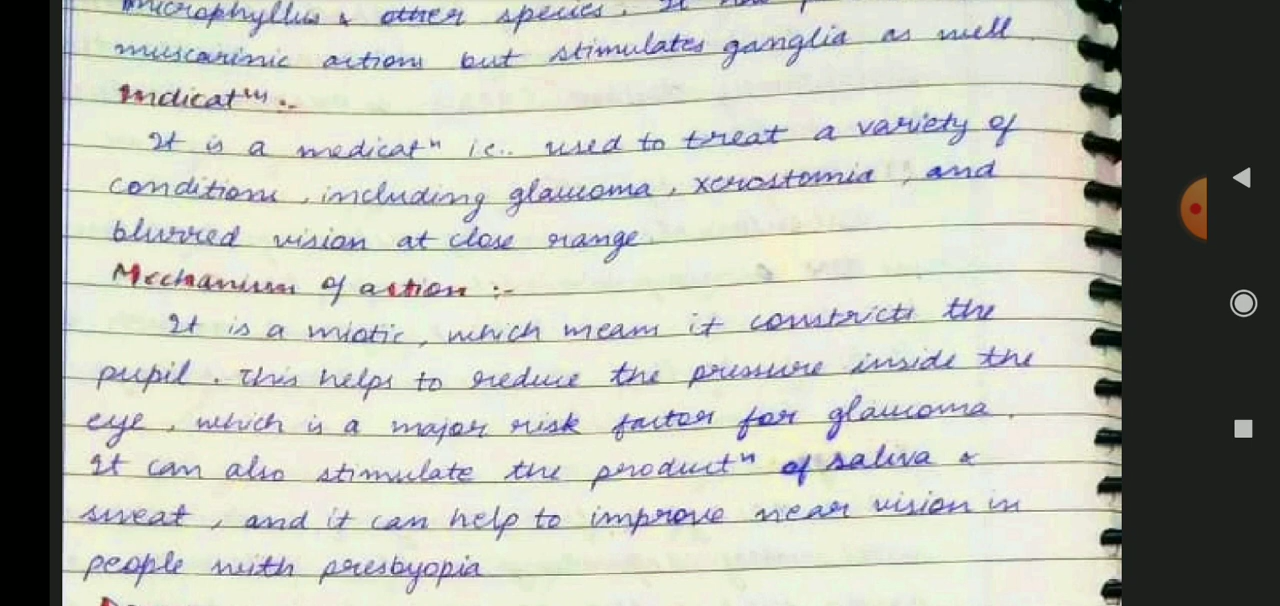 microphyllus & other species. It has
muscarinic actions but stimulates ganglia as well
Indicatⁿ :-
It is a medicatⁿ i.e.. used to treat a variety of
conditions, including glaucoma, xerostomia, and
blurred vision at close range
Mechanism of action :-
It is a miotic, which means it constricts the
pupil. This helps to reduce the pressure inside the
eye, which is a major risk factor for glaucoma.
It can also stimulate the productⁿ of saliva &
sweat, and it can help to improve near vision in
people with presbyopia